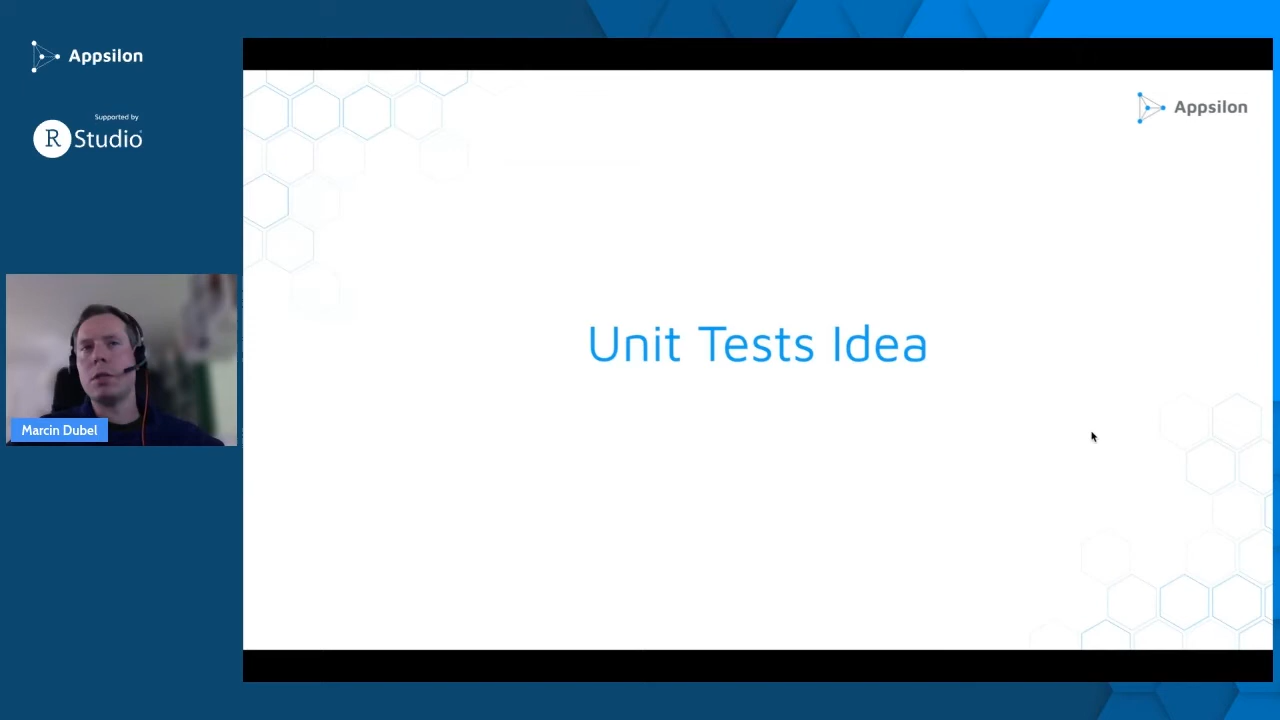 Appsilon
Supported by
R Studio
Appsilon
Unit Tests Idea
Marcin Dubel